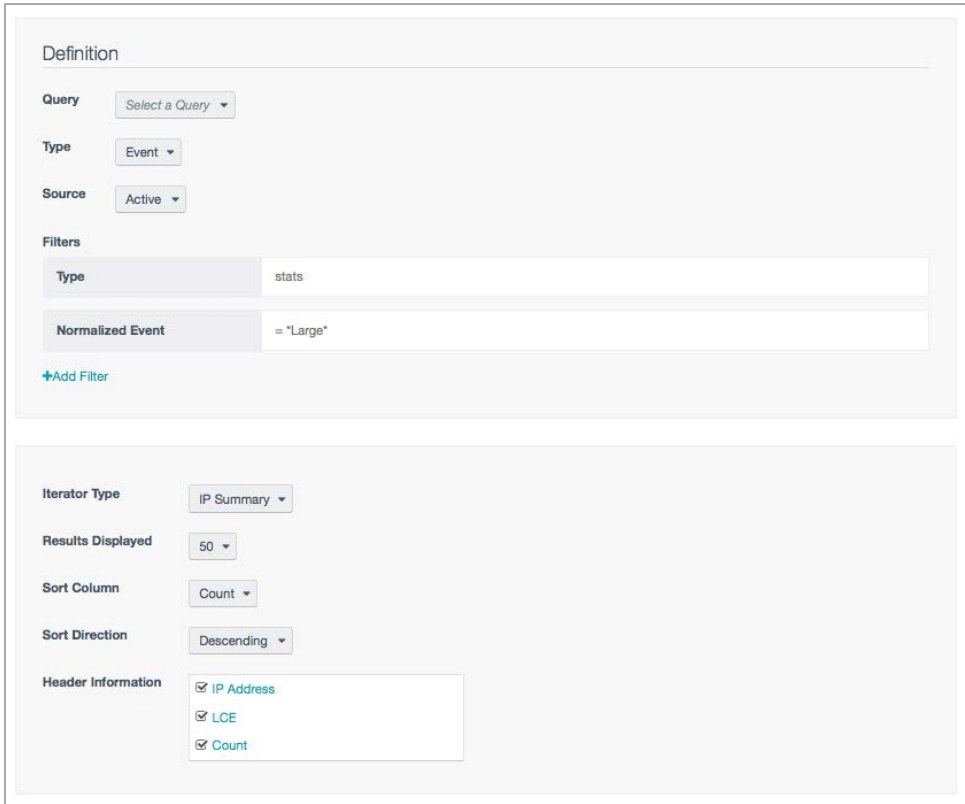 Definition
Query Select a Query
Type Event
Source Active
Filters
Type stats
Normalized Event = "Large"
+Add Filter
Iterator Type IP Summary
Results Displayed 50
Sort Column Count
Sort Direction Descending
Header Information IP Address
LCE
Count